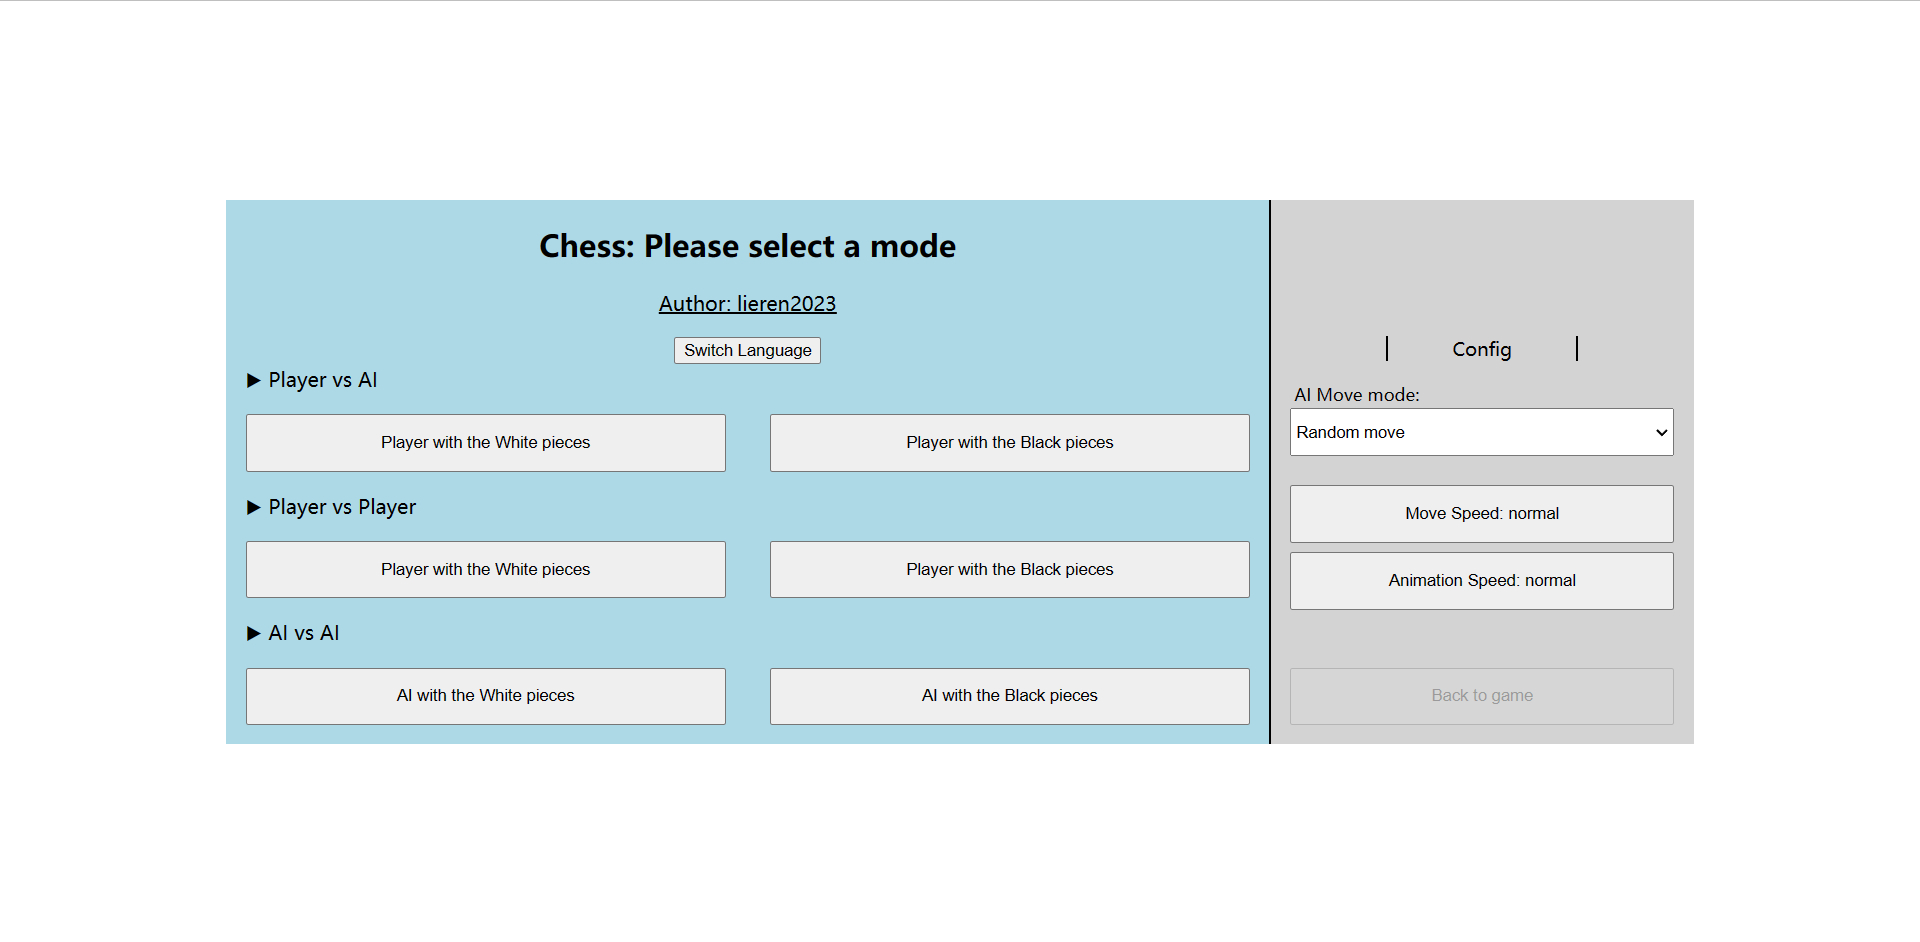 Chess: Please select a mode
Author: lieren2023
Switch Language
▶ Player vs AI
Player with the White pieces
Player with the Black pieces
▶ Player vs Player
Player with the White pieces
Player with the Black pieces
▶ AI vs AI
AI with the White pieces
AI with the Black pieces
Config
AI Move mode:
Random move
Move Speed: normal
Animation Speed: normal
Back to game